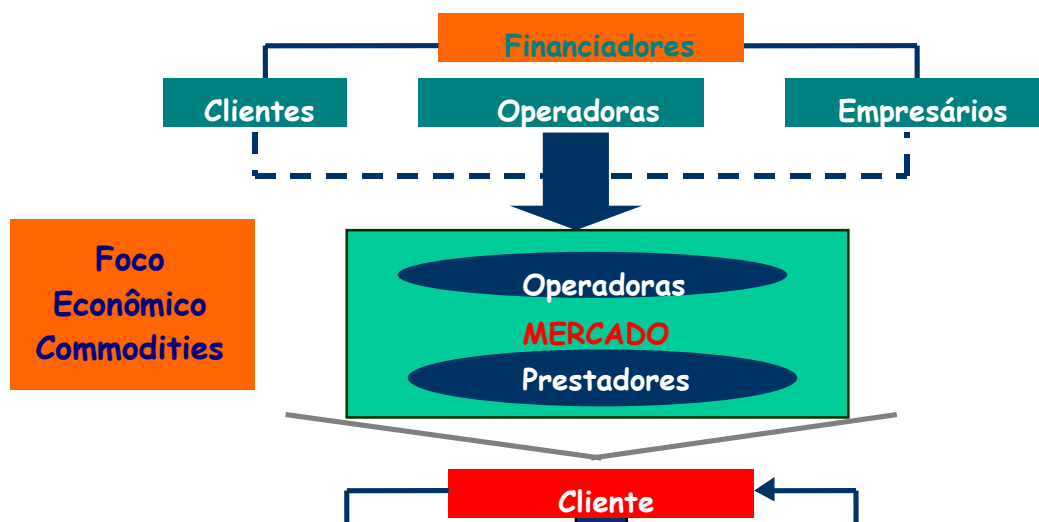 Financiadores
Clientes
Operadoras
Empresários
Foco
Econômico
Commodities
Operadoras
MERCADO
Prestadores
Cliente